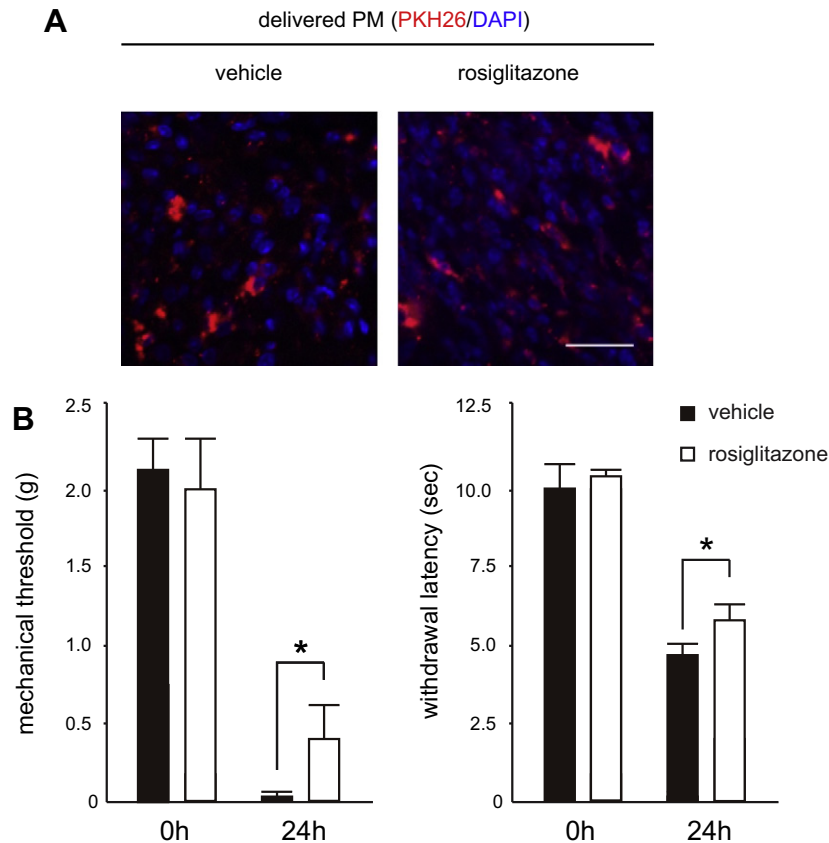 A
delivered PM (PKH26/DAPI)
vehicle rosiglitazone
B
mechanical threshold (g)
2.5
2.0
1.5
1.0
0.5
0
*
0h 24h
withdrawal latency (sec)
12.5
10.0
7.5
5.0
2.5
0
*
0h 24h
vehicle
rosiglitazone